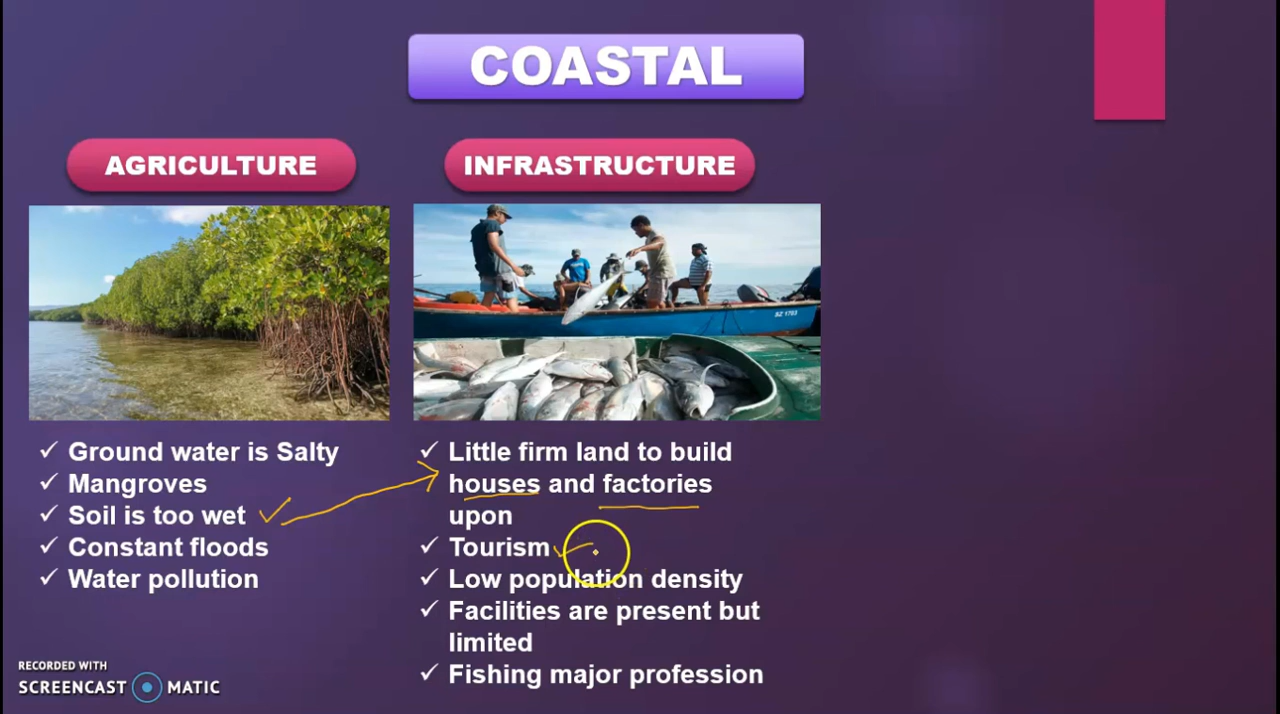 COASTAL
AGRICULTURE
INFRASTRUCTURE
BZ 1703
✓ Ground water is Salty
✓ Mangroves
✓ Soil is too wet
✓ Constant floods
✓ Water pollution
✓ Little firm land to build
houses and factories
upon
✓ Tourism
✓ Low population density
✓ Facilities are present but
limited
✓ Fishing major profession
RECORDED WITH
SCREENCAST MATIC